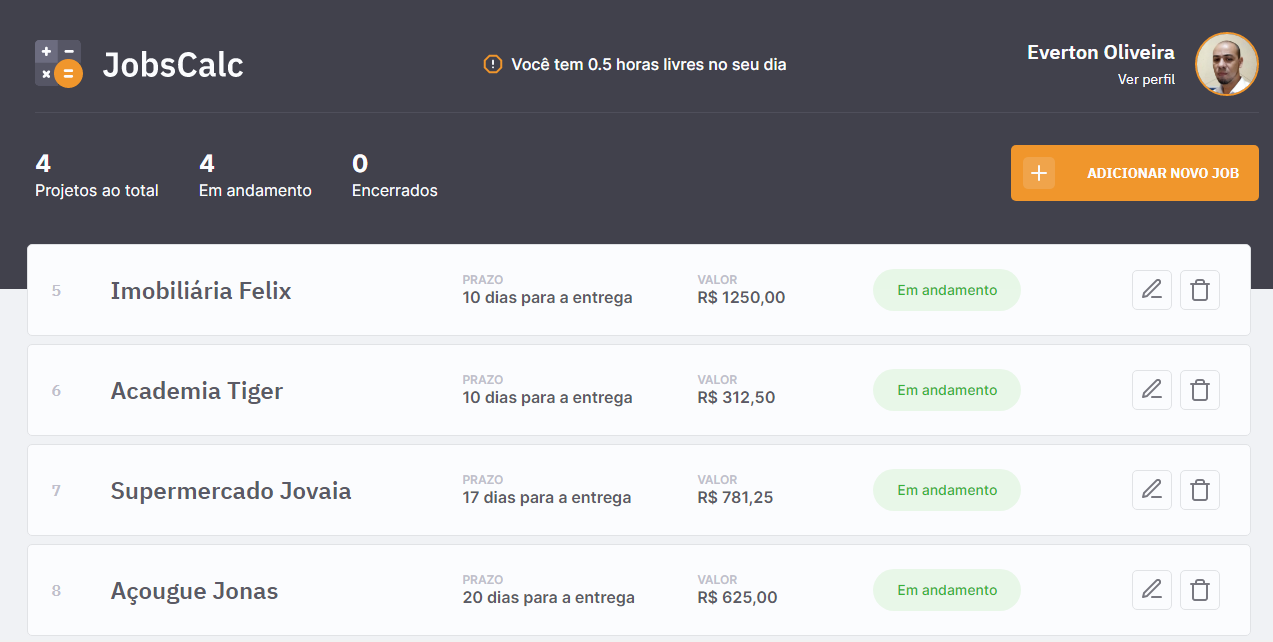 JobsCalc
Você tem 0.5 horas livres no seu dia
Everton Oliveira
Ver perfil
4
Projetos ao total
4
Em andamento
0
Encerrados
ADICIONAR NOVO JOB
5
Imobiliária Felix
PRAZO
10 dias para a entrega
VALOR
R$ 1250,00
Em andamento
6
Academia Tiger
PRAZO
10 dias para a entrega
VALOR
R$ 312,50
Em andamento
7
Supermercado Jovaia
PRAZO
17 dias para a entrega
VALOR
R$ 781,25
Em andamento
8
Açougue Jonas
PRAZO
20 dias para a entrega
VALOR
R$ 625,00
Em andamento